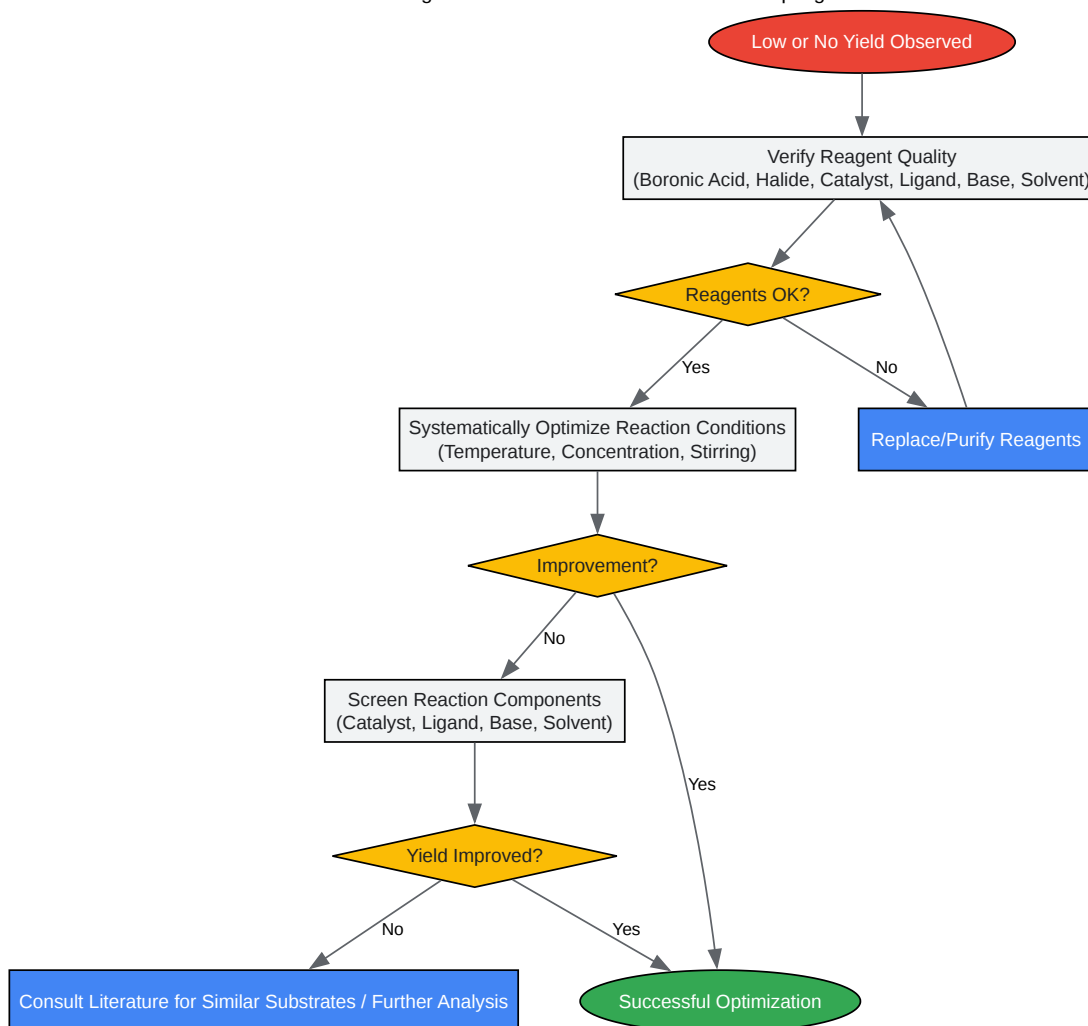 Low or No Yield Observed
Verify Reagent Quality
(Boronic Acid, Halide, Catalyst, Ligand, Base, Solvent)
Reagents OK?
Yes
No
Systematically Optimize Reaction Conditions
(Temperature, Concentration, Stirring)
Replace/Purify Reagents
Improvement?
No
Screen Reaction Components
(Catalyst, Ligand, Base, Solvent)
Yes
Yield Improved?
No
Yes
Consult Literature for Similar Substrates / Further Analysis
Successful Optimization